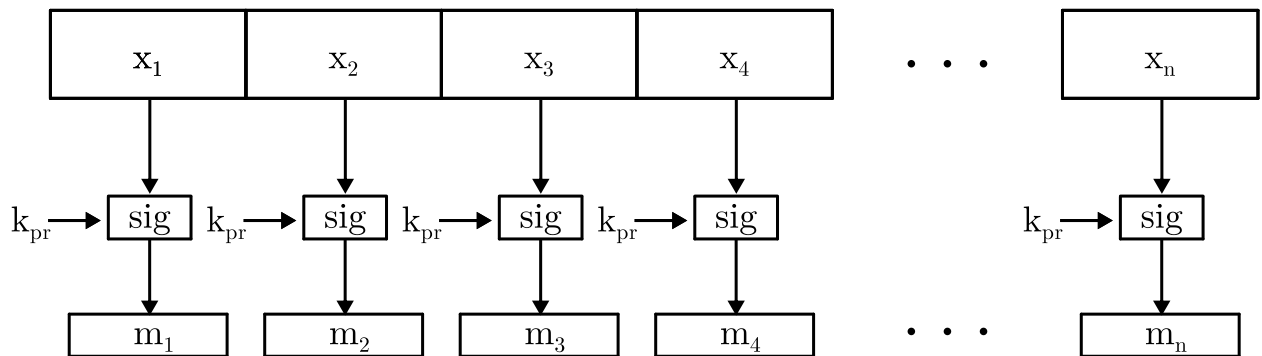 x₁ x₂ x₃ x₄ . . . xₙ
kₚᵣ sig kₚᵣ sig kₚᵣ sig kₚᵣ sig kₚᵣ sig
m₁ m₂ m₃ m₄ . . . mₙ